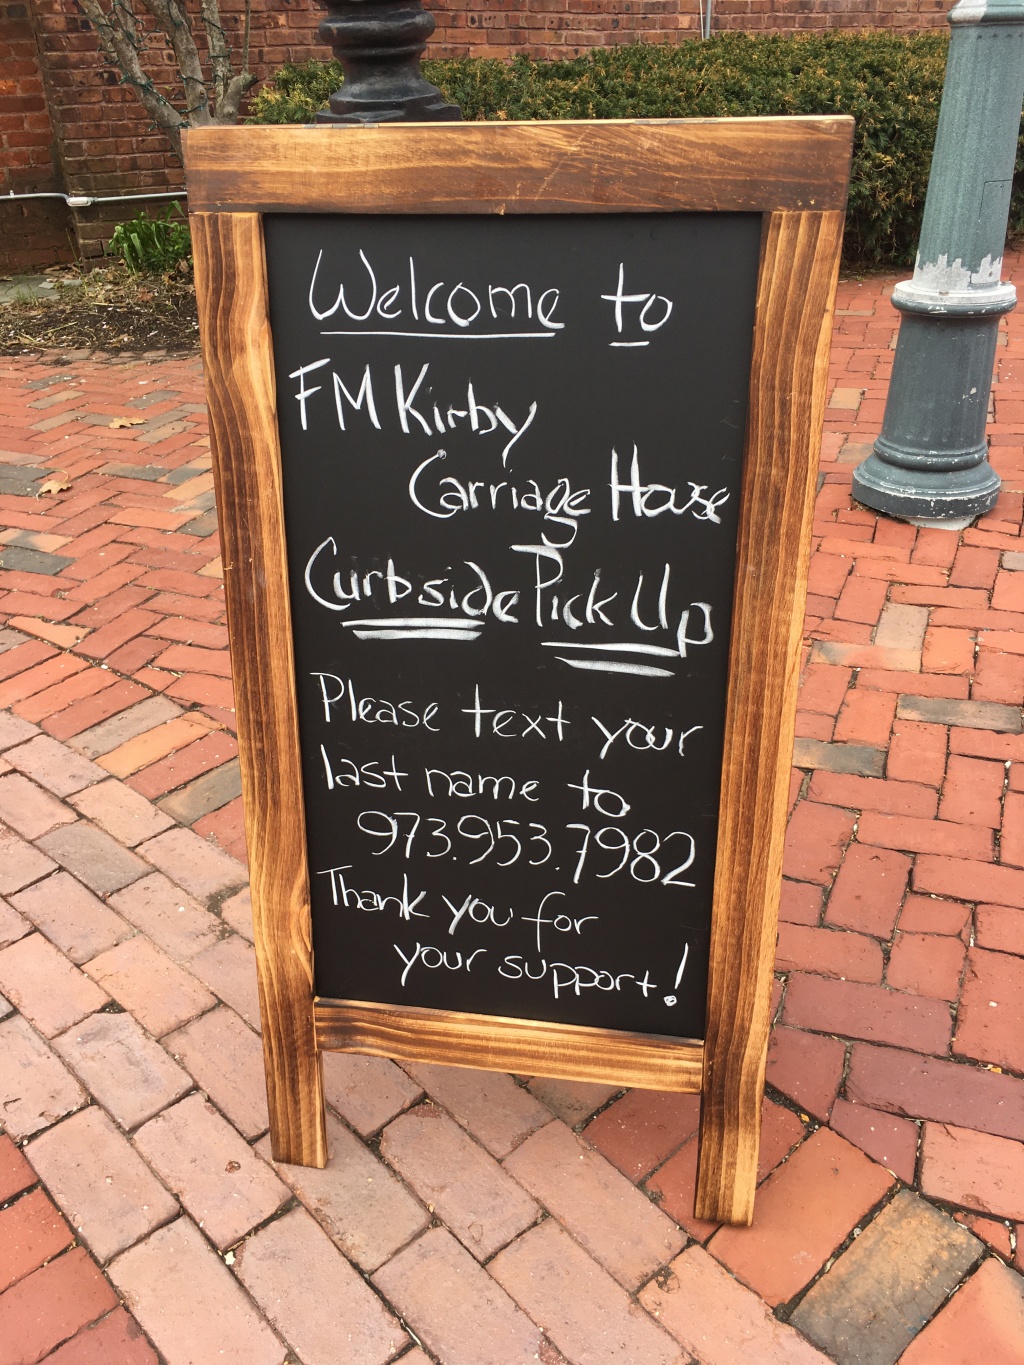 Welcome to
FM Kirby
Carriage House
Curbside Pick Up
Please text your
last name to
973.953.7982
Thank you for
your support!